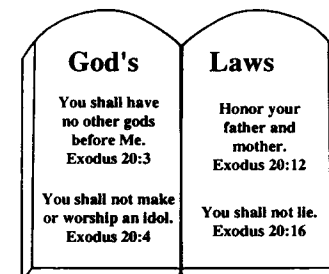 God's
You shall have
no other gods
before Me.
Exodus 20:3
You shall not make
or worship an idol.
Exodus 20:4
Laws
Honor your
father and
mother.
Exodus 20:12
You shall not lie.
Exodus 20:16